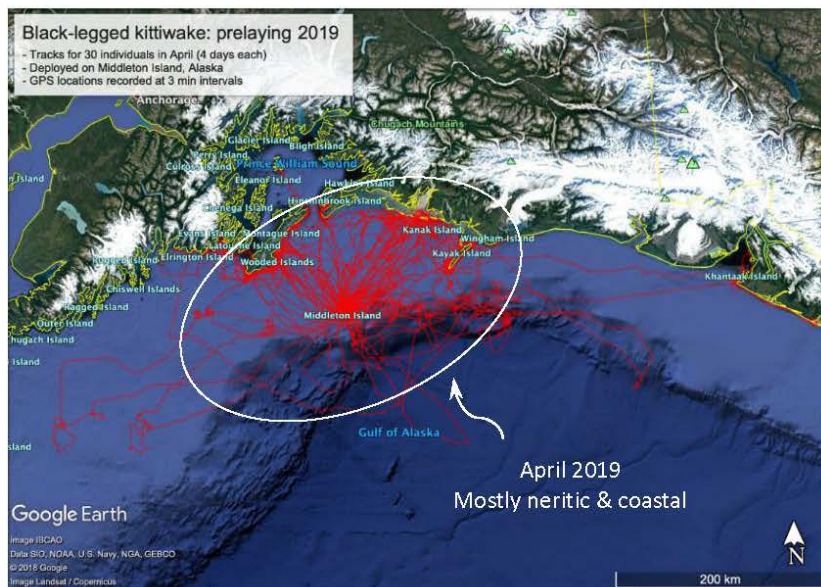 Black-legged kittiwake: prelaying 2019
- Tracks for 30 individuals in April (4 days each)
- Deployed on Middleton Island, Alaska
- GPS locations recorded at 3 min intervals
Anchorage
Chugach Mountains
Glacier Island
Bligh Island
Prince William Sound
Eleanor Island
Hawkins Island
Chenega Island
Hinchinbrook Island
Evans Island
Montague Island
Latouche Island
Elrington Island
Wooded Islands
Kanak Island
Wingham Island
Kayak Island
Khantaak Island
Rugged Island
Chiswell Islands
Ragged Island
Outer Island
hugach Island
Island
island
Middleton Island
Gulf of Alaska
April 2019
Mostly neritic & coastal
Google Earth
Image IBCAO
Data SIO, NOAA, U.S. Navy, NGA, GEBCO
© 2018 Google
Image Landsat / Copernicus
N
200 km